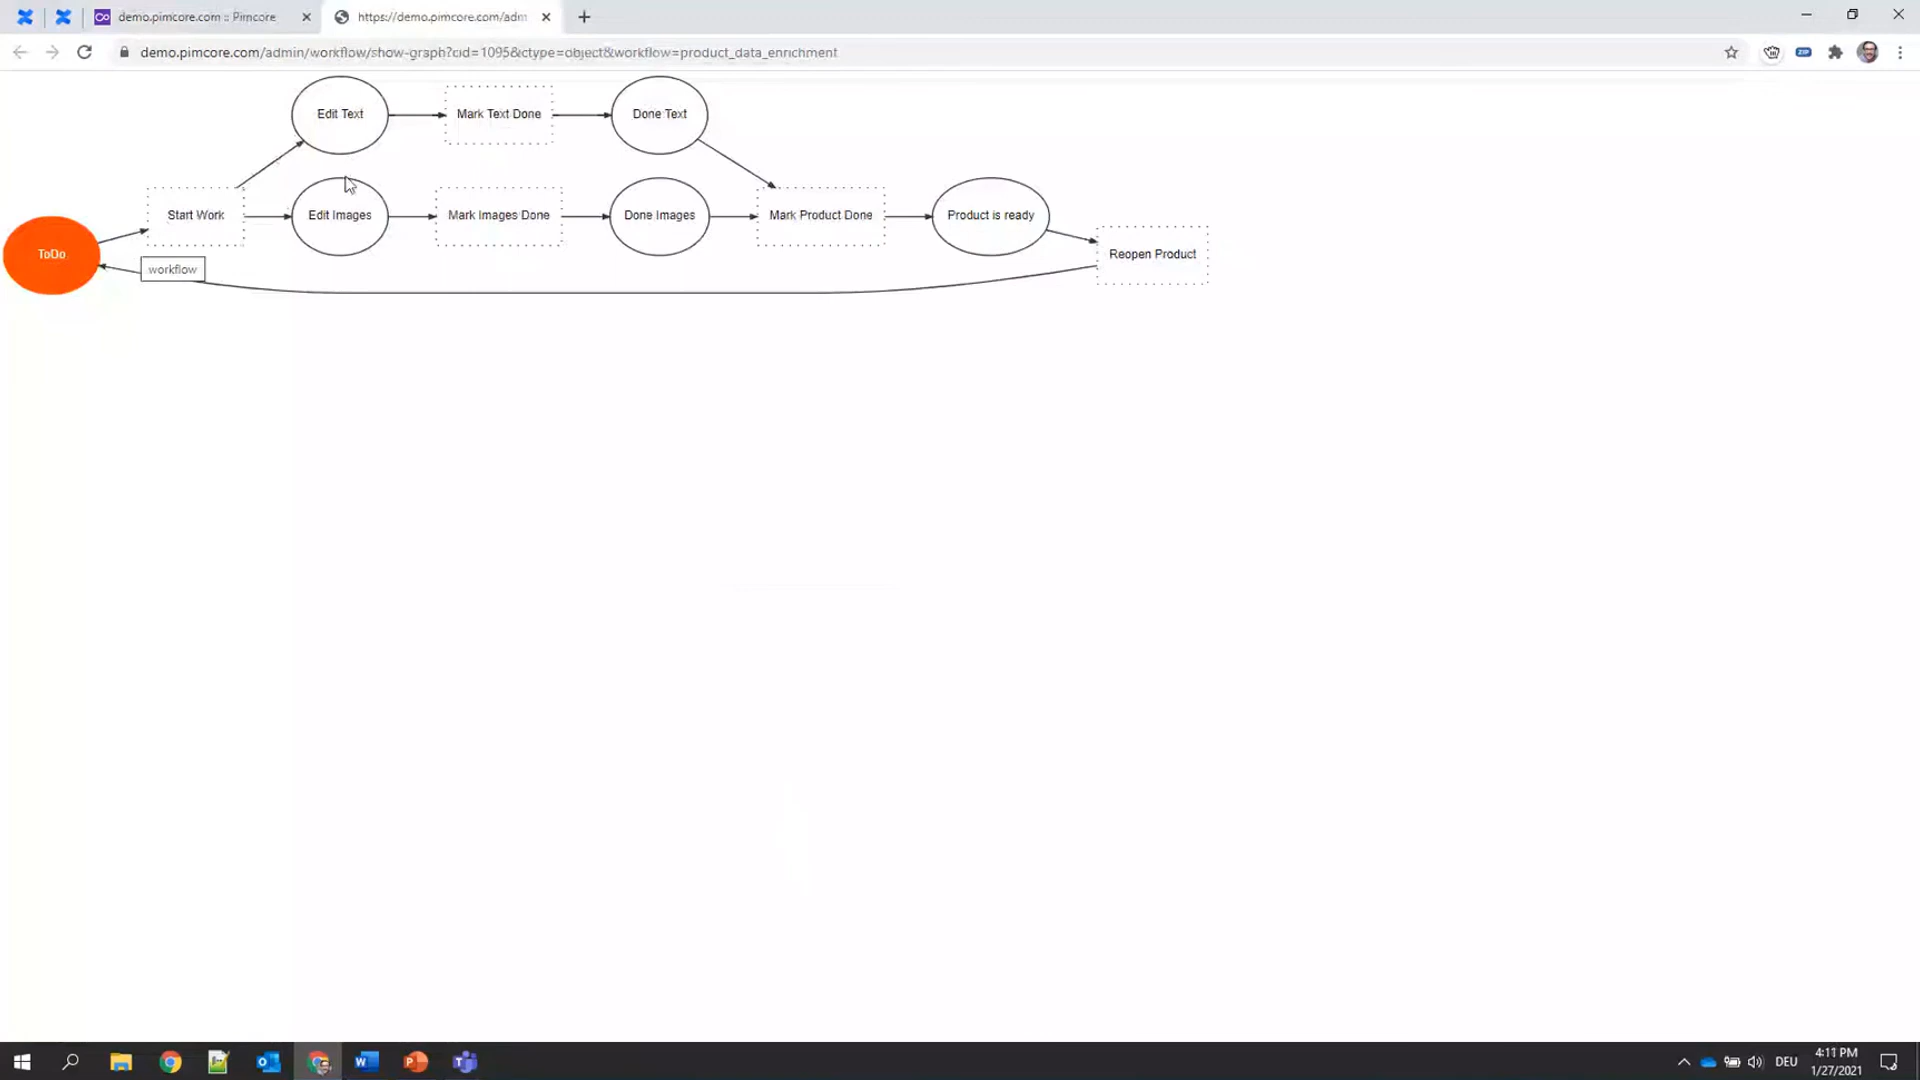 demo.pimcore.com :: Pimcore
https://demo.pimcore.com/adm
demo.pimcore.com/admin/workflow/show-graph?cid=1095&ctype=object&workflow=product_data_enrichment
ZIP
Edit Text
Mark Text Done
Done Text
Start Work
Edit Images
Mark Images Done
Done Images
Mark Product Done
Product is ready
ToDo
workflow
Reopen Product
DEU
4:11 PM
1/27/2021